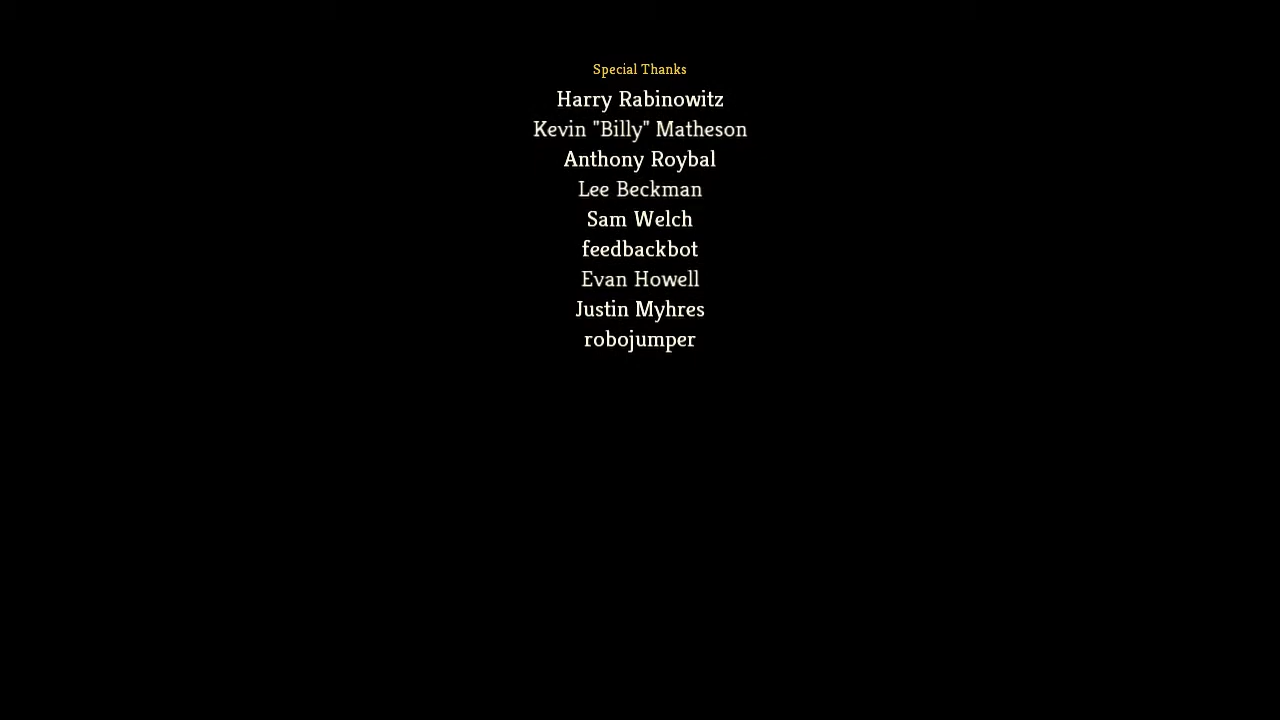 Special Thanks
Harry Rabinowitz
Kevin "Billy" Matheson
Anthony Roybal
Lee Beckman
Sam Welch
feedbackbot
Evan Howell
Justin Myhres
robojumper